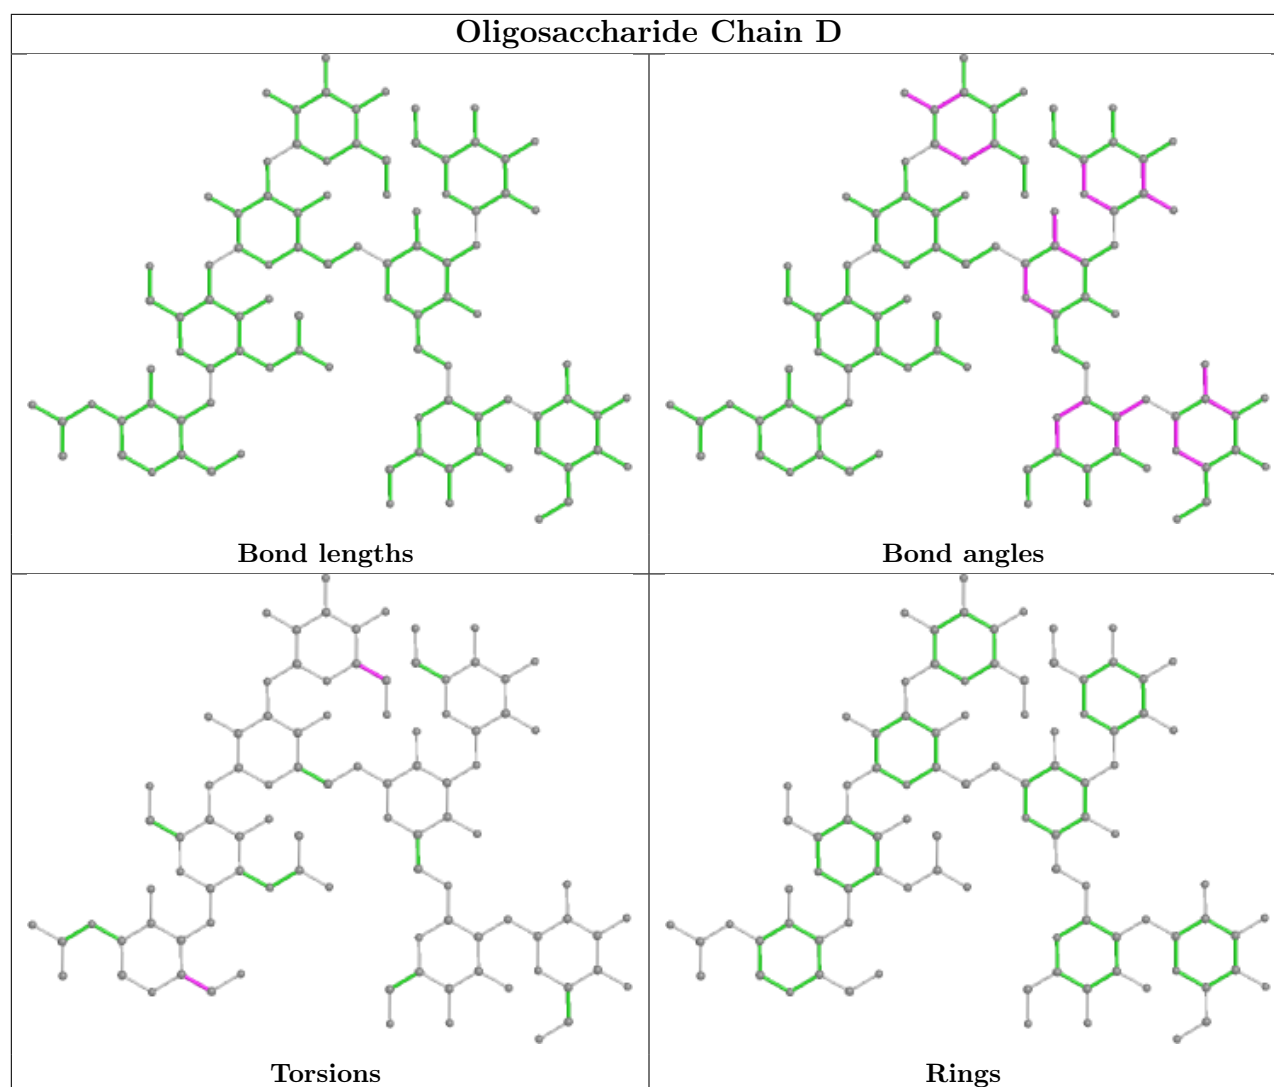 Oligosaccharide Chain D
Bond lengths
Bond angles
Torsions
Rings